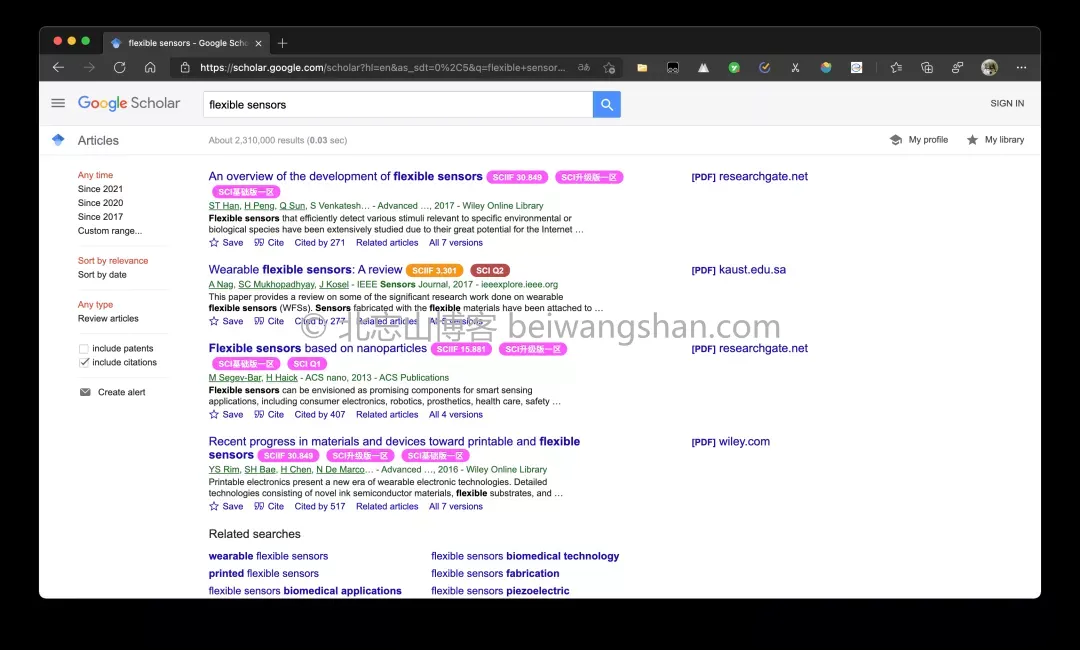 flexible sensors - Google Scho
https://scholar.google.com/scholar?hl=en&as_sdt=0%2C5&q=flexible+sensor...
Google Scholar
flexible sensors
SIGN IN
Articles
About 2,310,000 results (0.03 sec)
My profile
My library
Any time
Since 2021
Since 2020
Since 2017
Custom range...
Sort by relevance
Sort by date
Any type
Review articles
include patents
include citations
Create alert
An overview of the development of flexible sensors SCIIF 30.849 SCI升级版一区
SCI基础版一区
[PDF] researchgate.net
ST Han, H Peng, Q Sun, S Venkatesh… - Advanced …, 2017 - Wiley Online Library
Flexible sensors that efficiently detect various stimuli relevant to specific environmental or
biological species have been extensively studied due to their great potential for the Internet …
Save Cite Cited by 271 Related articles All 7 versions
Wearable flexible sensors: A review SCIIF 3.301 SCI Q2
[PDF] kaust.edu.sa
A Nag, SC Mukhopadhyay, J Kosel - IEEE Sensors Journal, 2017 - ieeexplore.ieee.org
This paper provides a review on some of the significant research work done on wearable
flexible sensors (WFSs). Sensors fabricated with the flexible materials have been attached to …
Save Cite Cited by 277 Related articles All 5 versions
© 北志山博客 beiwangshan.com
Flexible sensors based on nanoparticles SCIIF 15.881 SCI升级版一区
SCI基础版一区 SCI Q1
[PDF] researchgate.net
M Segev-Bar, H Haick - ACS nano, 2013 - ACS Publications
Flexible sensors can be envisioned as promising components for smart sensing
applications, including consumer electronics, robotics, prosthetics, health care, safety …
Save Cite Cited by 407 Related articles All 4 versions
Recent progress in materials and devices toward printable and flexible
sensors SCIIF 30.849 SCI升级版一区 SCI基础版一区
[PDF] wiley.com
YS Rim, SH Bae, H Chen, N De Marco… - Advanced …, 2016 - Wiley Online Library
Printable electronics present a new era of wearable electronic technologies. Detailed
technologies consisting of novel ink semiconductor materials, flexible substrates, and …
Save Cite Cited by 517 Related articles All 7 versions
Related searches
wearable flexible sensors
flexible sensors biomedical technology
printed flexible sensors
flexible sensors fabrication
flexible sensors biomedical applications
flexible sensors piezoelectric